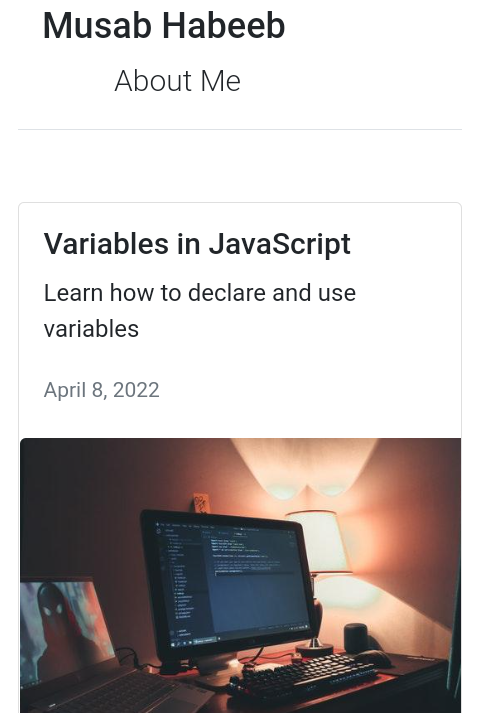 Musab Habeeb
About Me
Variables in JavaScript
Learn how to declare and use
variables
April 8, 2022